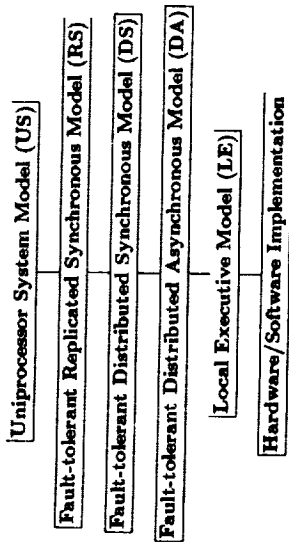 Uniprocessor System Model (US)
Fault-tolerant Replicated Synchronous Model (RS)
Fault-tolerant Distributed Synchronous Model (DS)
Fault-tolerant Distributed Asynchronous Model (DA)
Local Executive Model (LE)
Hardware/Software Implementation